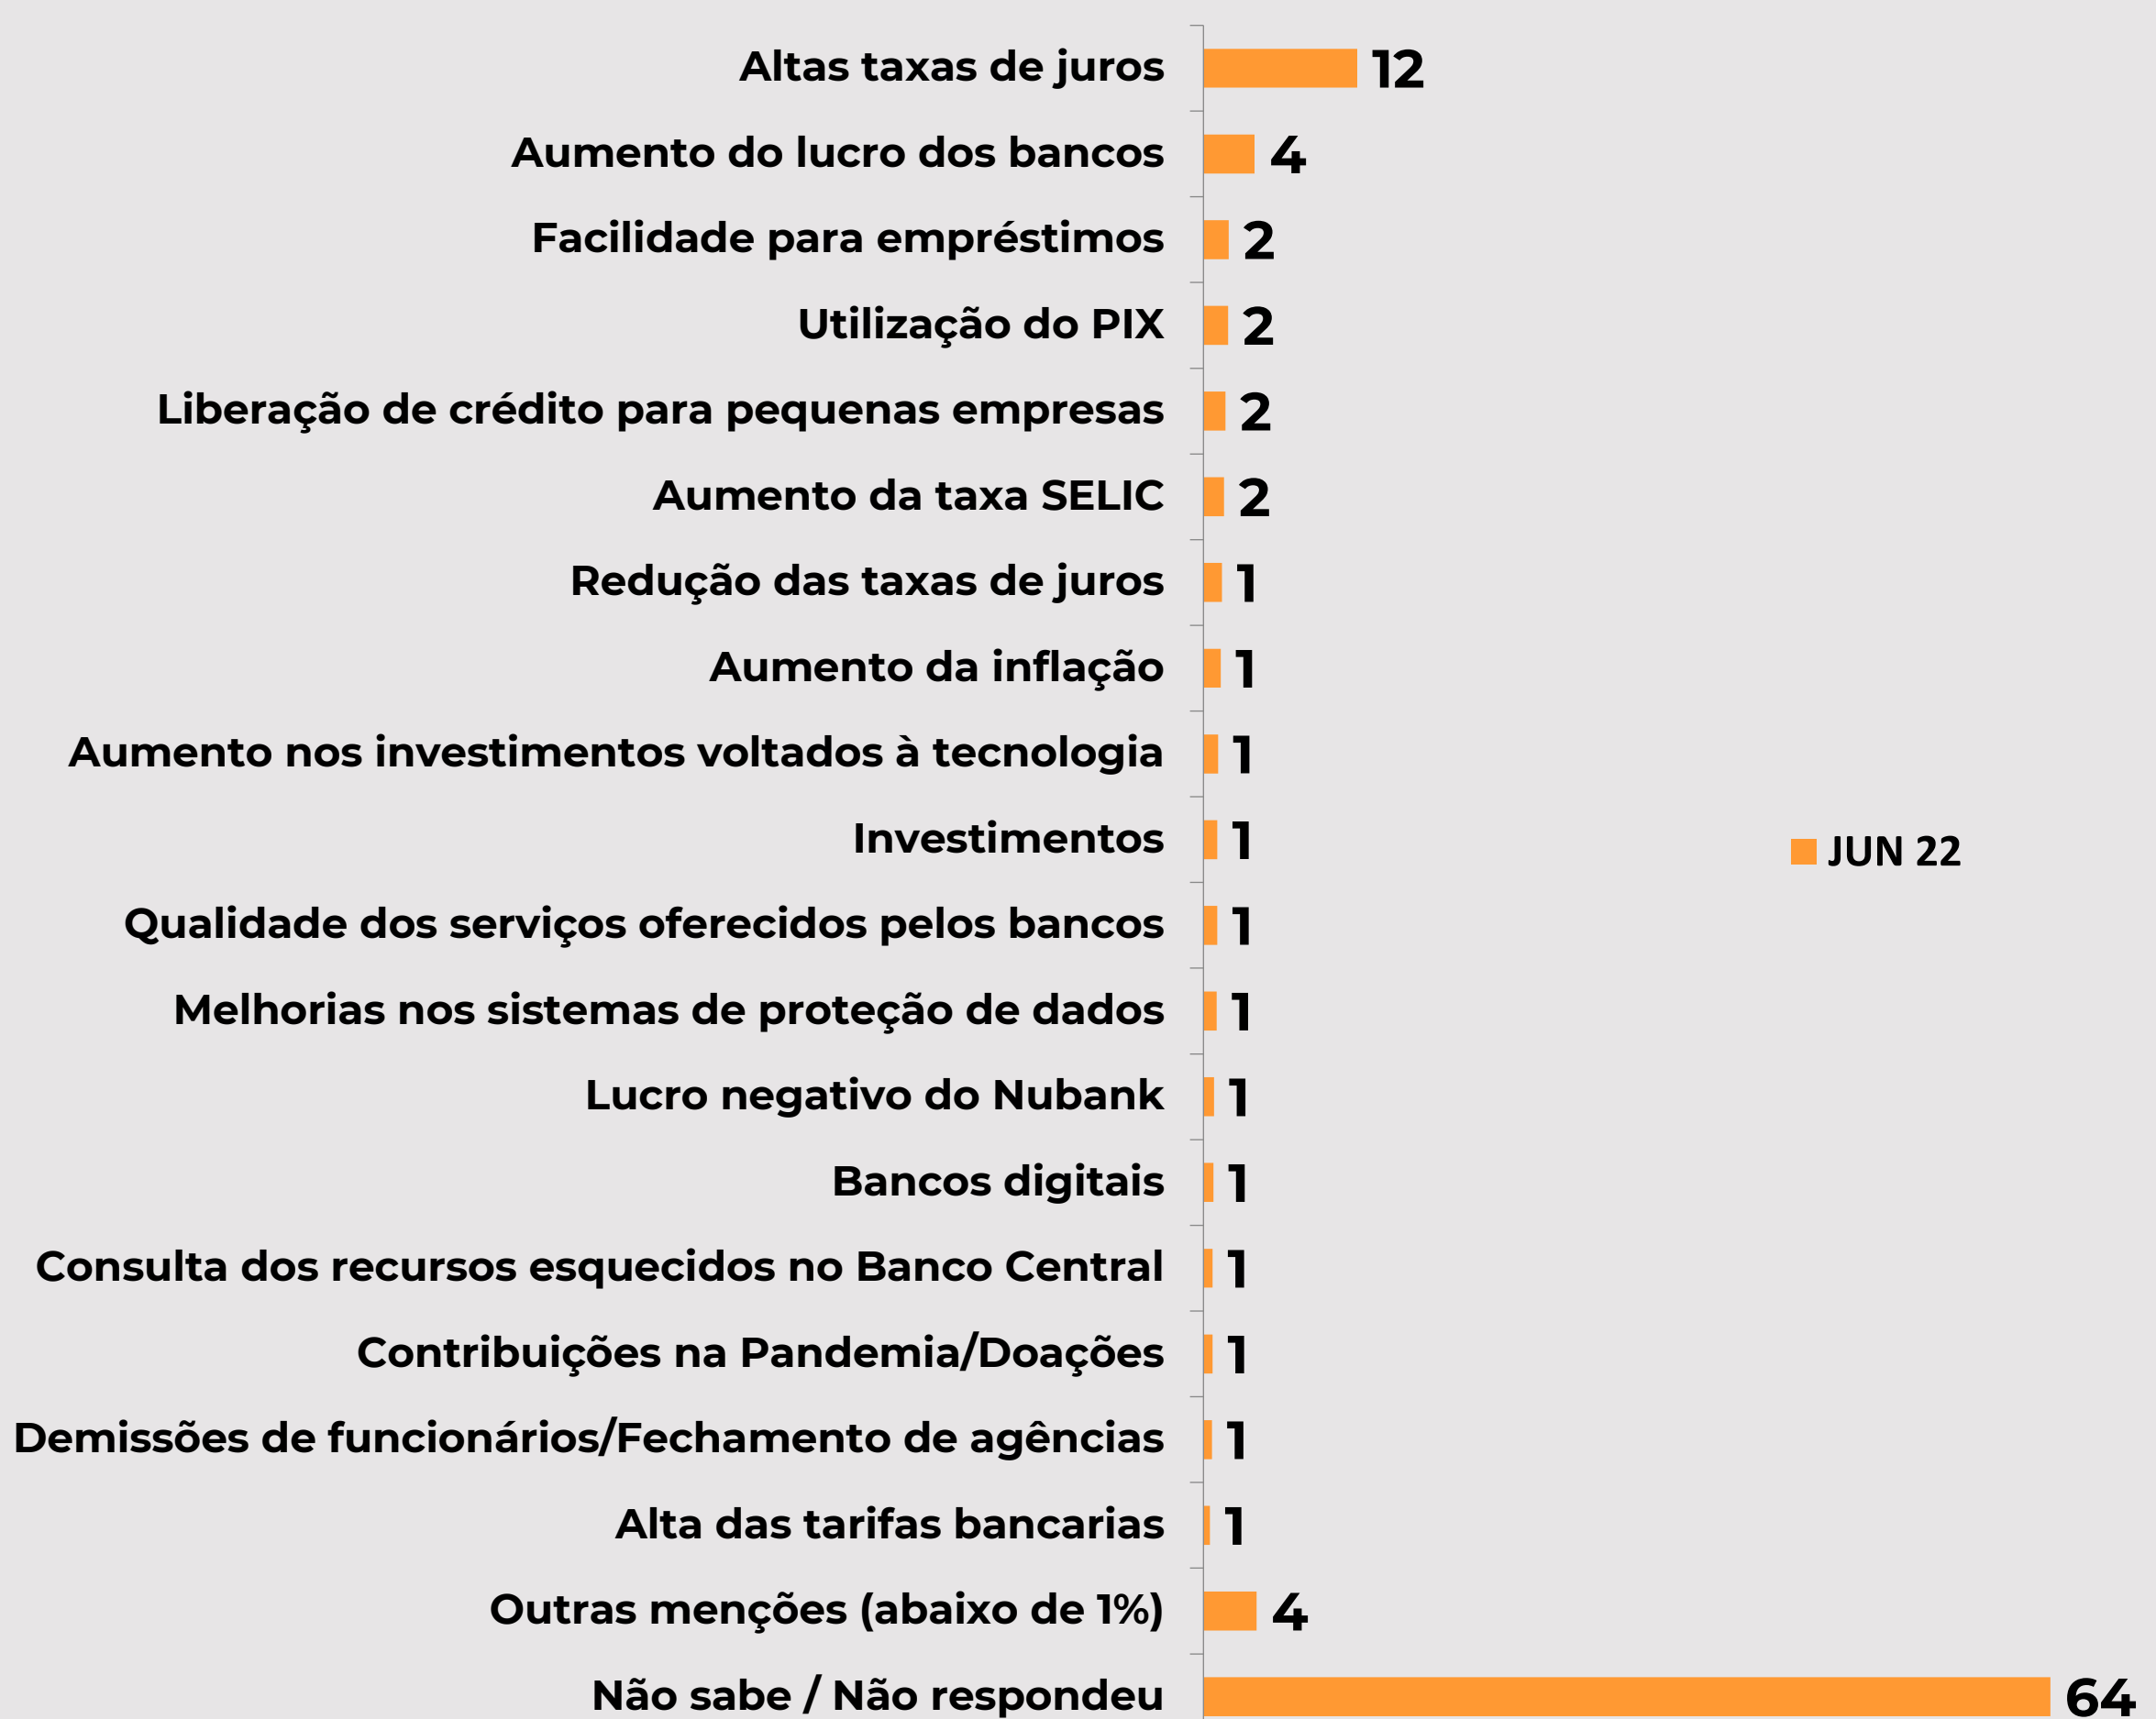 Altas taxas de juros 12
Aumento do lucro dos bancos 4
Facilidade para empréstimos 2
Utilização do PIX 2
Liberação de crédito para pequenas empresas 2
Aumento da taxa SELIC 2
Redução das taxas de juros 1
Aumento da inflação 1
Aumento nos investimentos voltados à tecnologia 1
Investimentos 1
JUN 22
Qualidade dos serviços oferecidos pelos bancos 1
Melhorias nos sistemas de proteção de dados 1
Lucro negativo do Nubank 1
Bancos digitais 1
Consulta dos recursos esquecidos no Banco Central 1
Contribuições na Pandemia/Doações 1
Demissões de funcionários/Fechamento de agências 1
Alta das tarifas bancarias 1
Outras menções (abaixo de 1%) 4
Não sabe / Não respondeu 64